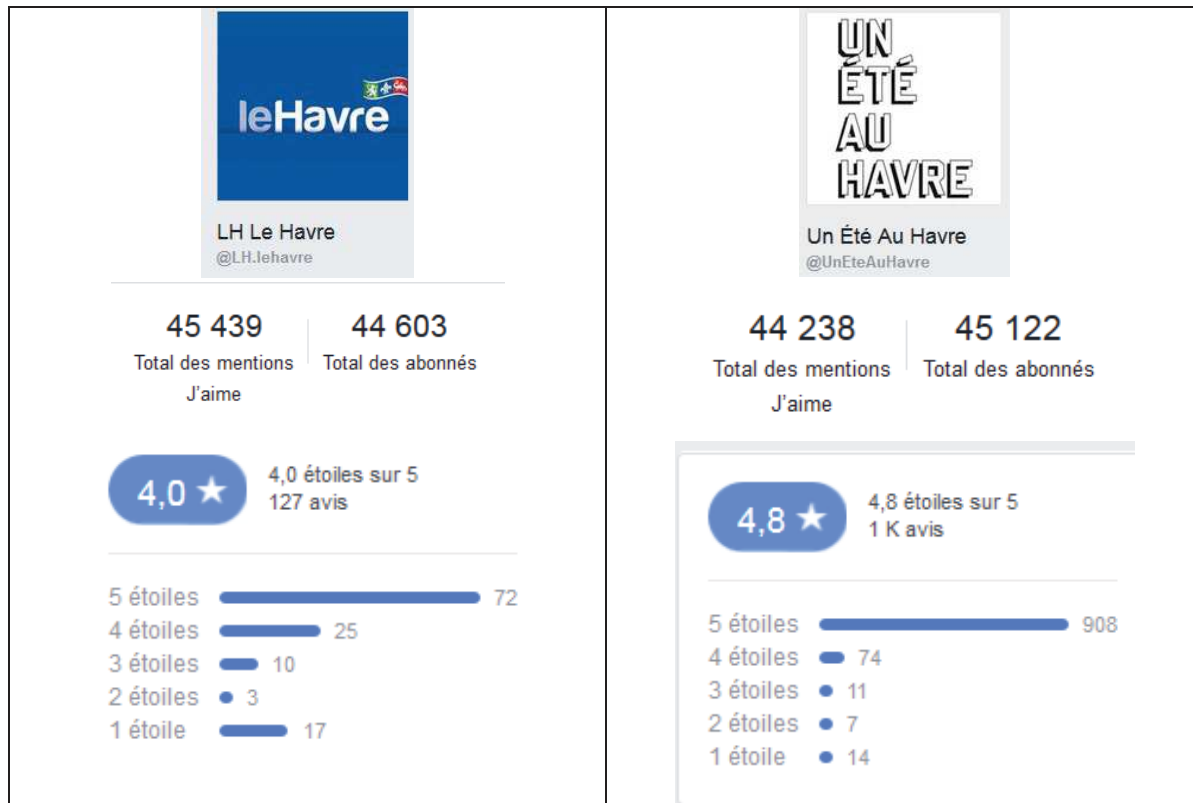 leHavre
LH Le Havre
@LH.lehavre
45 439
Total des mentions
J'aime
44 603
Total des abonnés
4,0 ★
4,0 étoiles sur 5
127 avis
5 étoiles 72
4 étoiles 25
3 étoiles 10
2 étoiles 3
1 étoile 17
UN
ÉTÉ
AU
HAVRE
Un Été Au Havre
@UnEteAuHavre
44 238
Total des mentions
J'aime
45 122
Total des abonnés
4,8 ★
4,8 étoiles sur 5
1 K avis
5 étoiles 908
4 étoiles 74
3 étoiles 11
2 étoiles 7
1 étoile 14